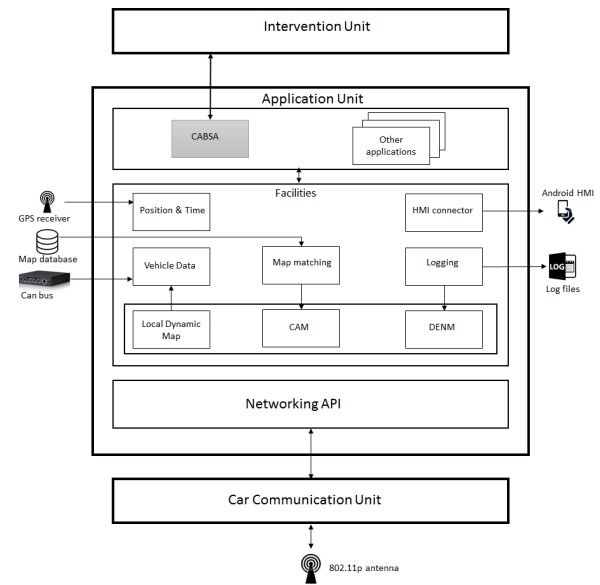 Intervention Unit
Application Unit
CABSA
Other
applications
Facilities
GPS receiver
Position & Time
HMI connector
Android HMI
Map database
Vehicle Data
Map matching
Logging
LOG
Log files
Can bus
Local Dynamic
Map
CAM
DENM
Networking API
Car Communication Unit
802.11p antenna